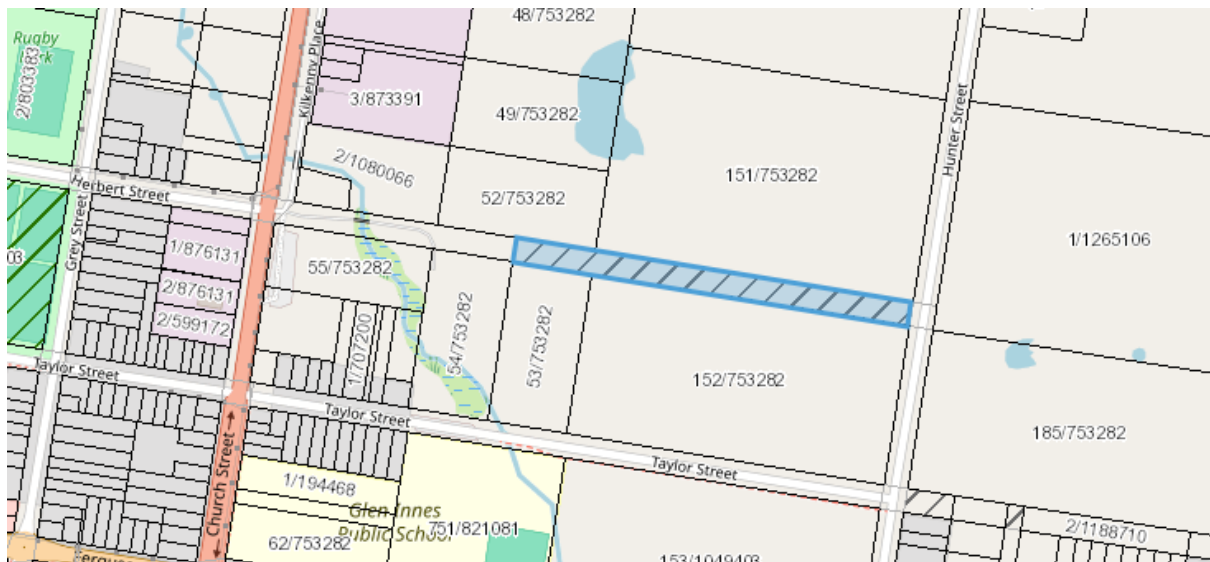 48/753282
Rugby
Park
2/803383
Kilkenny Place
3/873391
49/753282
Hunter Street
2/1080066
151/753282
Herbert Street
52/753282
Grey Street
1/876131
1/1265106
03
55/753282
2/876131
54/753282
53/753282
2/599172
1/707200
Taylor Street
152/753282
Taylor Street
185/753282
Taylor Street
Church Street
1/194468
Glen Innes
Public School
751/821081
2/1188710
62/753282
153/1049403